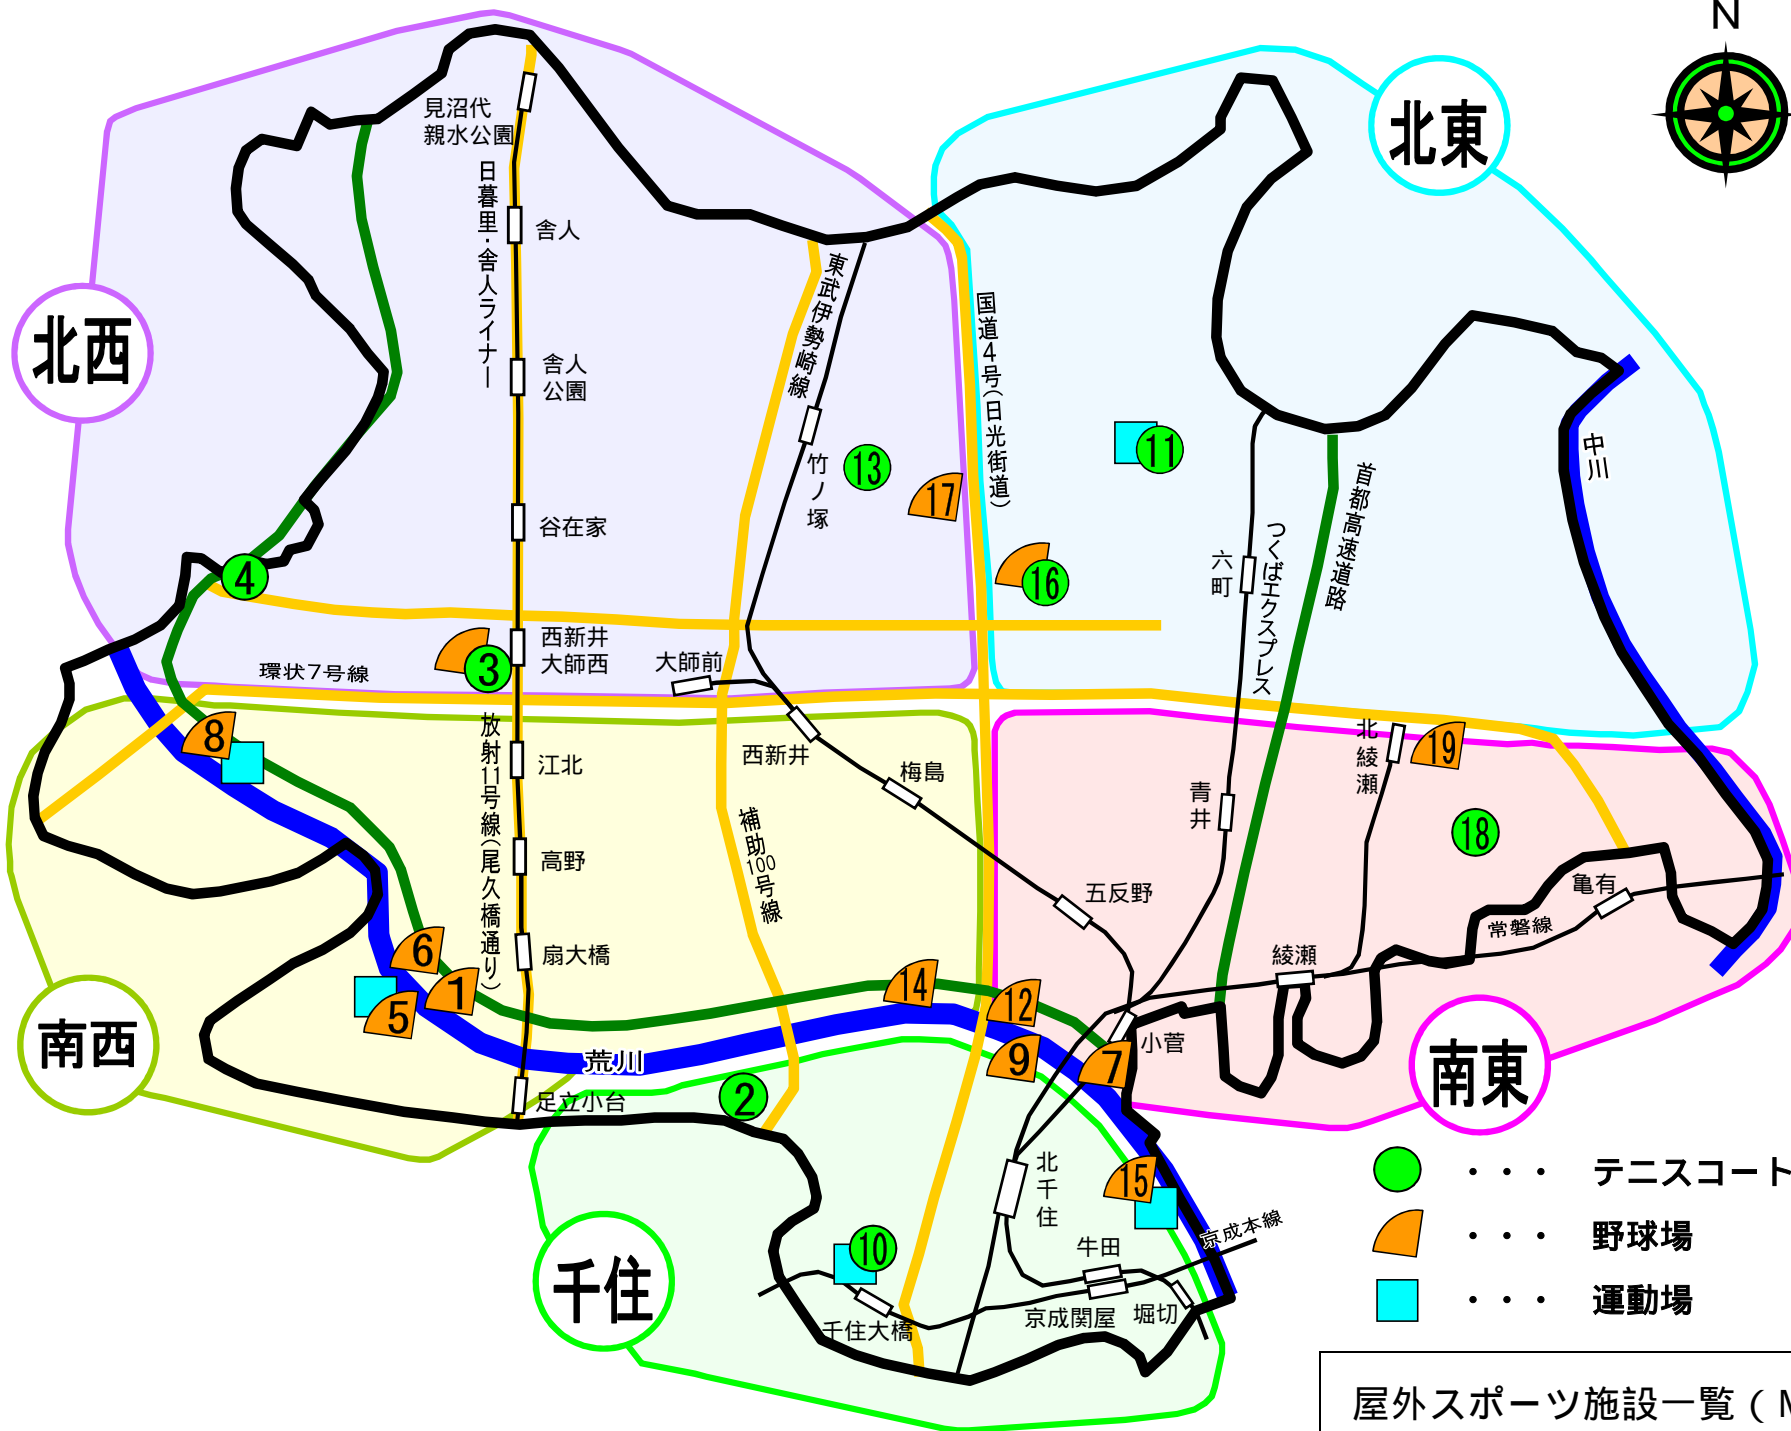 N
北東
北西
見沼代
親水公園
日暮里・舎人ライナー
舎人
舎人
公園
東武伊勢崎線
国道4号(日光街道)
竹ノ塚
13
17
11
16
中川
首都高速道路
つくばエクスプレス
六町
谷在家
4
西新井
大師西
3
大師前
環状7号線
8
放射11号線(尾久橋通り)
江北
西新井
梅島
補助100号線
高野
青井
北綾瀬
19
18
五反野
亀有
常磐線
綾瀬
扇大橋
6
1
5
14
12
9
7
小菅
南西
荒川
足立小台
2
南東
北千住
15
10
千住
牛田
京成本線
京成関屋
堀切
千住大橋
・・・ テニスコート
・・・ 野球場
・・・ 運動場
屋外スポーツ施設一覧(M